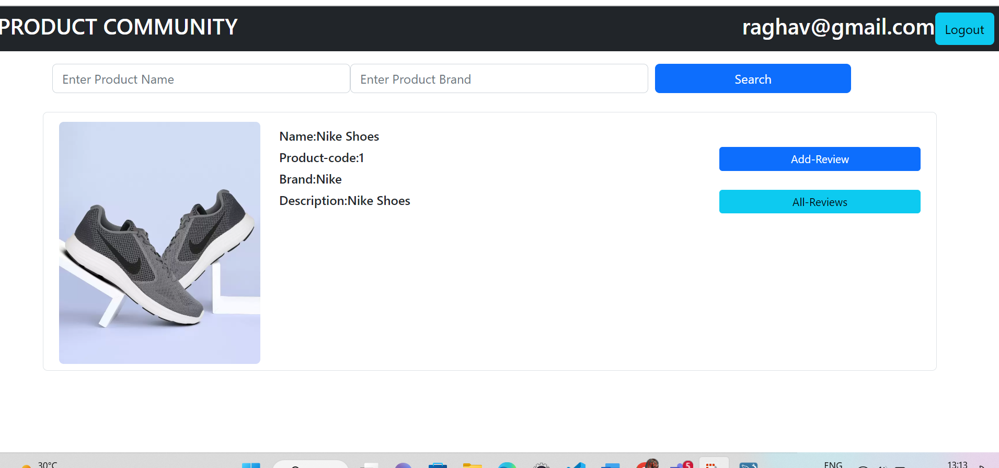 PRODUCT COMMUNITY
raghav@gmail.com Logout
Enter Product Name
Enter Product Brand
Search
Name:Nike Shoes
Product-code:1
Brand:Nike
Description:Nike Shoes
Add-Review
All-Reviews
30°C
5
ENG
13:13